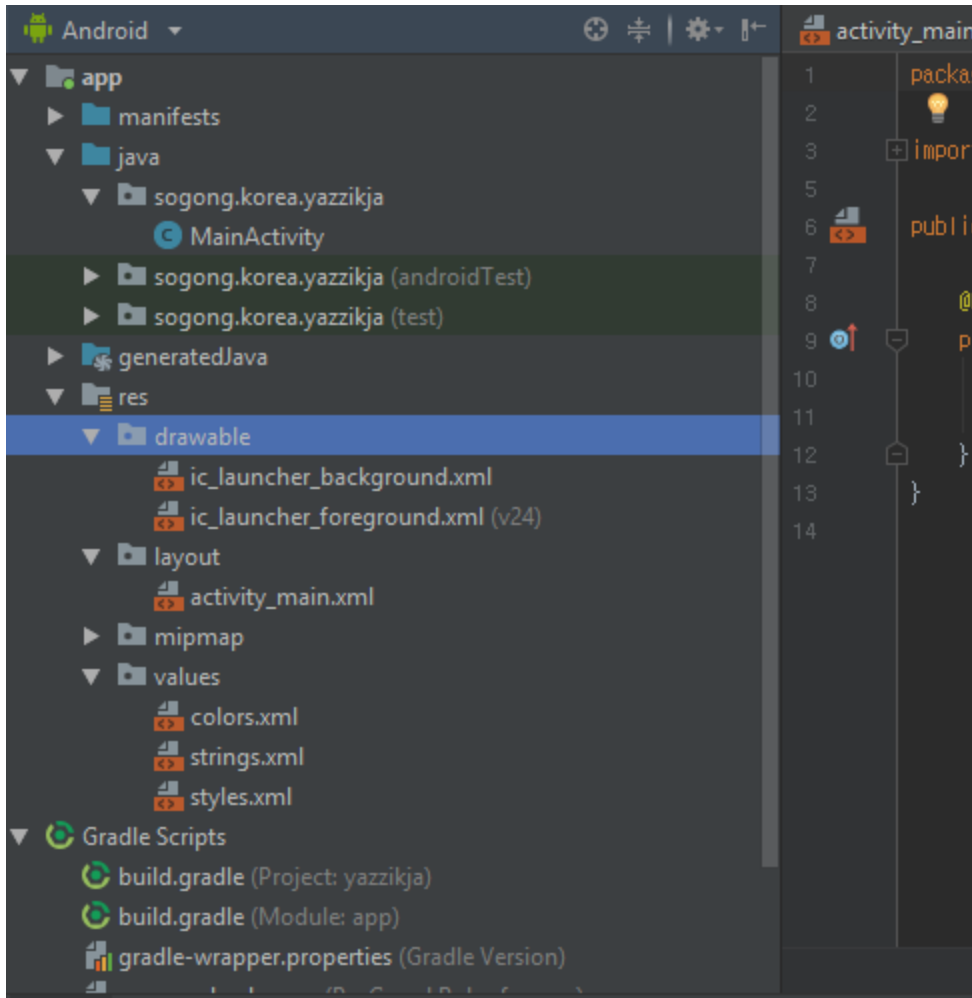 Android
app
manifests
java
sogong.korea.yazzikja
MainActivity
sogong.korea.yazzikja (androidTest)
sogong.korea.yazzikja (test)
generatedJava
res
drawable
ic_launcher_background.xml
ic_launcher_foreground.xml (v24)
layout
activity_main.xml
mipmap
values
colors.xml
strings.xml
styles.xml
Gradle Scripts
build.gradle (Project: yazzikja)
build.gradle (Module: app)
gradle-wrapper.properties (Gradle Version)
activity_main
1 packa
2
3 impor
5
6 publi
7
8 @
9 p
10
11
12 }
13 }
14